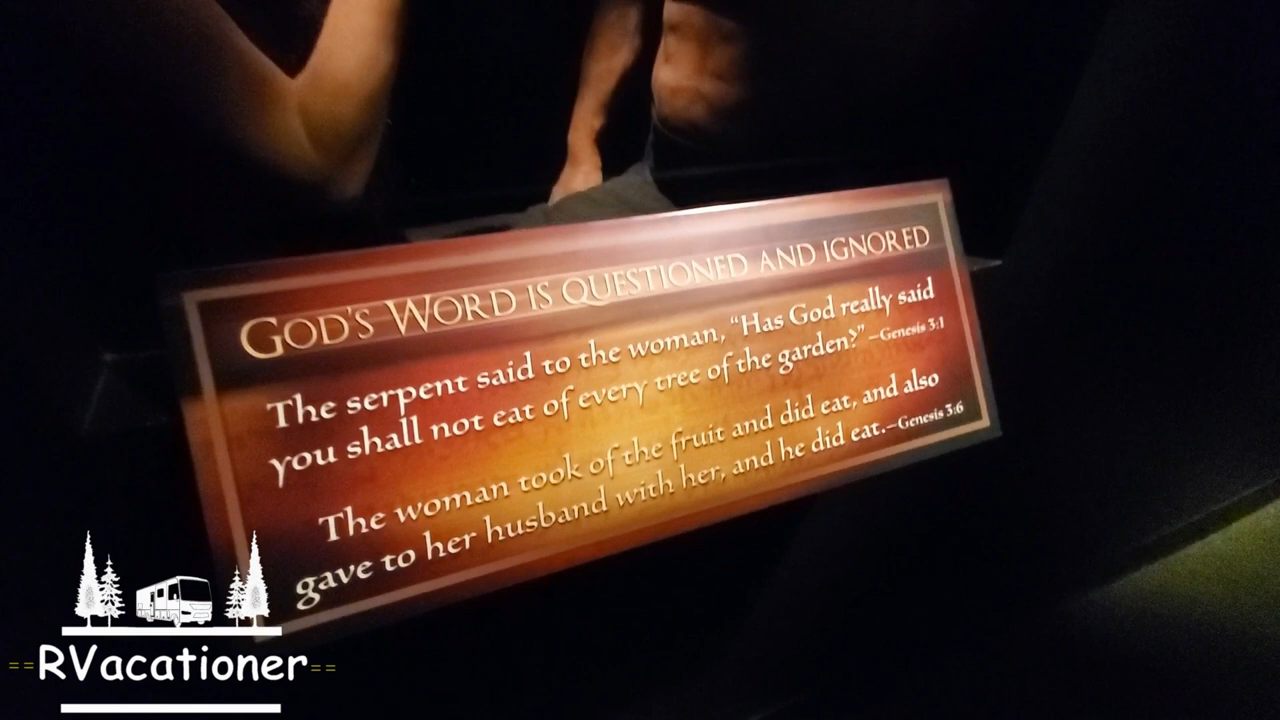 GOD'S WORD IS QUESTIONED AND IGNORED
The serpent said to the woman, “Has God really said
you shall not eat of every tree of the garden?” –Genesis 3:1
The woman took of the fruit and did eat, and also
gave to her husband with her, and he did eat.–Genesis 3:6
==RVacationer==